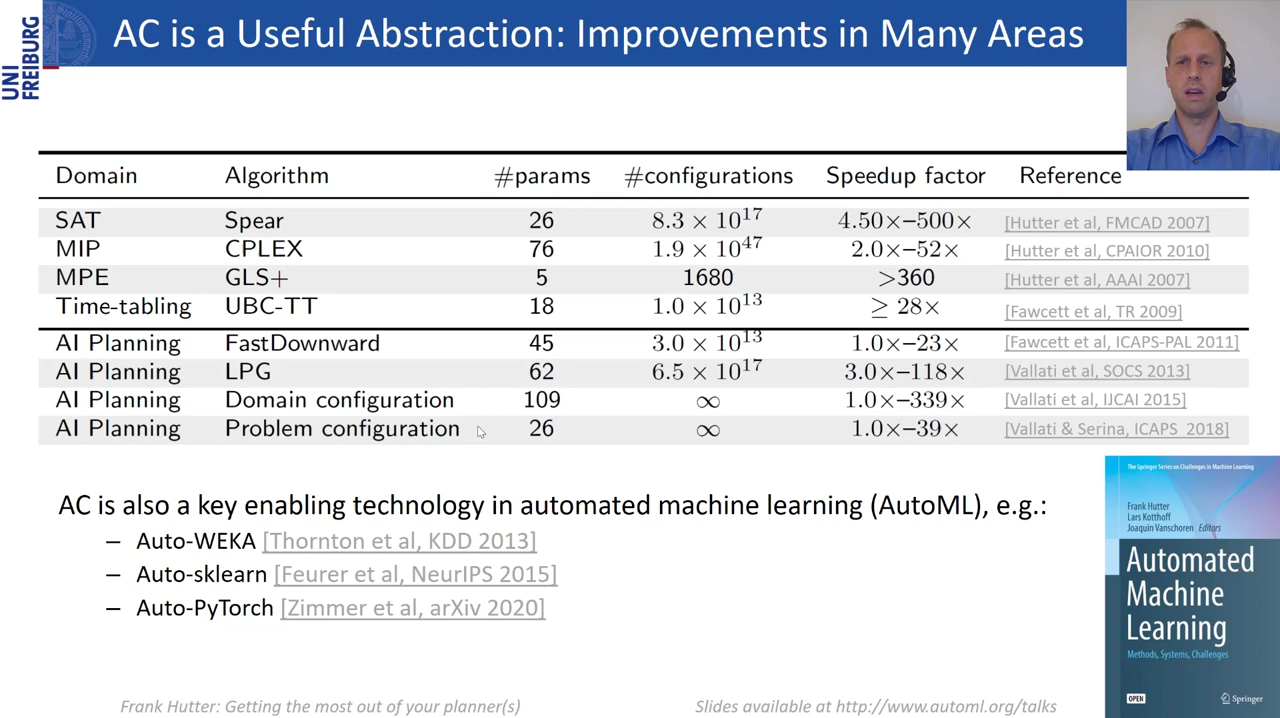 AC is a Useful Abstraction: Improvements in Many Areas
UNI
FREIBURG
Domain Algorithm #params #configurations Speedup factor Reference
SAT Spear 26 8.3 × 10^17 4.50×–500× [Hutter et al, FMCAD 2007]
MIP CPLEX 76 1.9 × 10^47 2.0×–52× [Hutter et al, CPAIOR 2010]
MPE GLS+ 5 1680 >360 [Hutter et al, AAAI 2007]
Time-tabling UBC-TT 18 1.0 × 10^13 ≥ 28× [Fawcett et al, TR 2009]
AI Planning FastDownward 45 3.0 × 10^13 1.0×–23× [Fawcett et al, ICAPS-PAL 2011]
AI Planning LPG 62 6.5 × 10^17 3.0×–118× [Vallati et al, SOCS 2013]
AI Planning Domain configuration 109 ∞ 1.0×–339× [Vallati et al, IJCAI 2015]
AI Planning Problem configuration 26 ∞ 1.0×–39× [Vallati & Serina, ICAPS 2018]
AC is also a key enabling technology in automated machine learning (AutoML), e.g.:
– Auto-WEKA [Thornton et al, KDD 2013]
– Auto-sklearn [Feurer et al, NeurIPS 2015]
– Auto-PyTorch [Zimmer et al, arXiv 2020]
The Springer Series on Challenges in Machine Learning
Frank Hutter
Lars Kotthoff
Joaquin Vanschoren Editors
Automated
Machine
Learning
Methods, Systems, Challenges
OPEN
Springer
Frank Hutter: Getting the most out of your planner(s)
Slides available at http://www.automl.org/talks